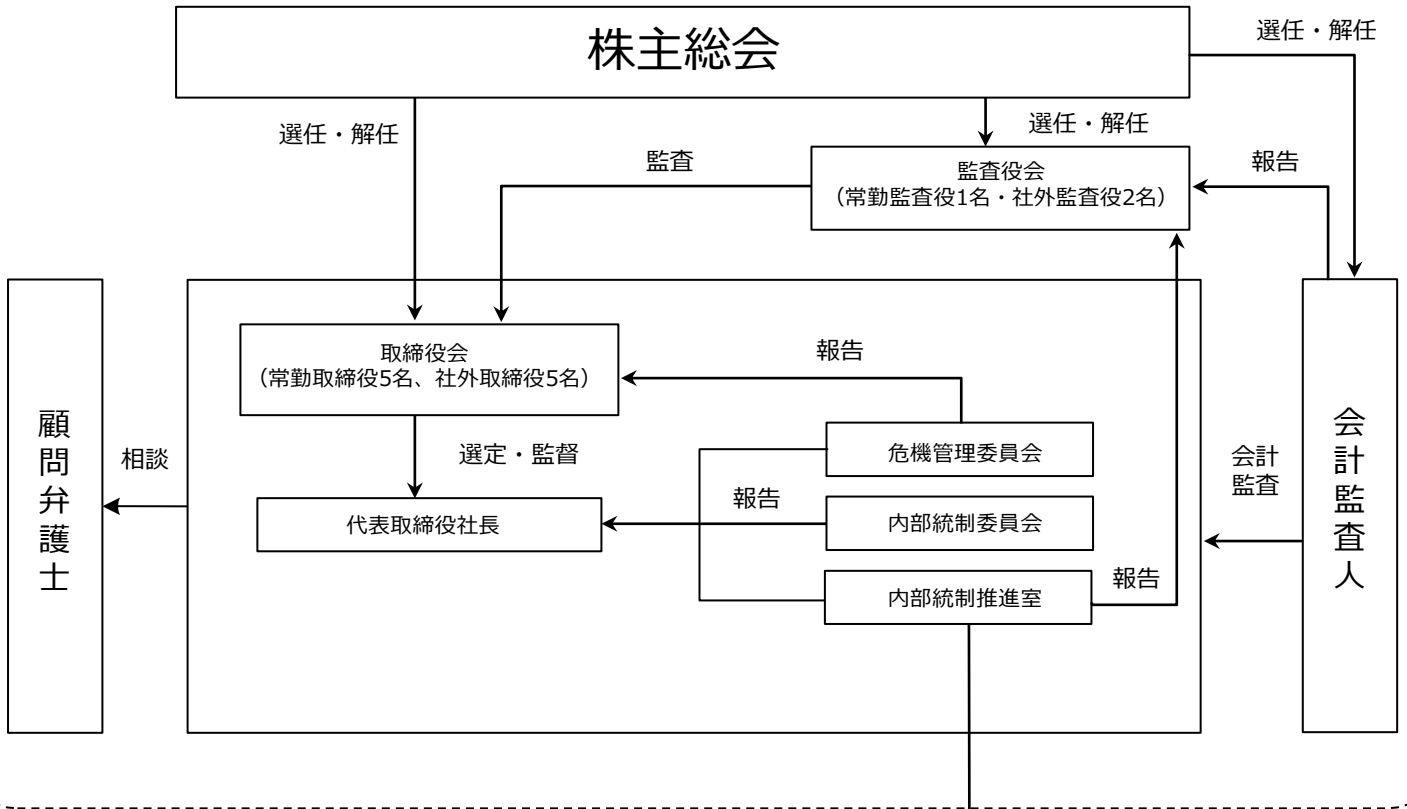 株主総会
選任・解任
選任・解任
選任・解任
監査役会
（常勤監査役1名・社外監査役2名）
監査
報告
取締役会
（常勤取締役5名、社外取締役5名）
報告
顧問弁護士
相談
選定・監督
危機管理委員会
会計
監査
会計監査人
代表取締役社長
報告
内部統制委員会
内部統制推進室
報告